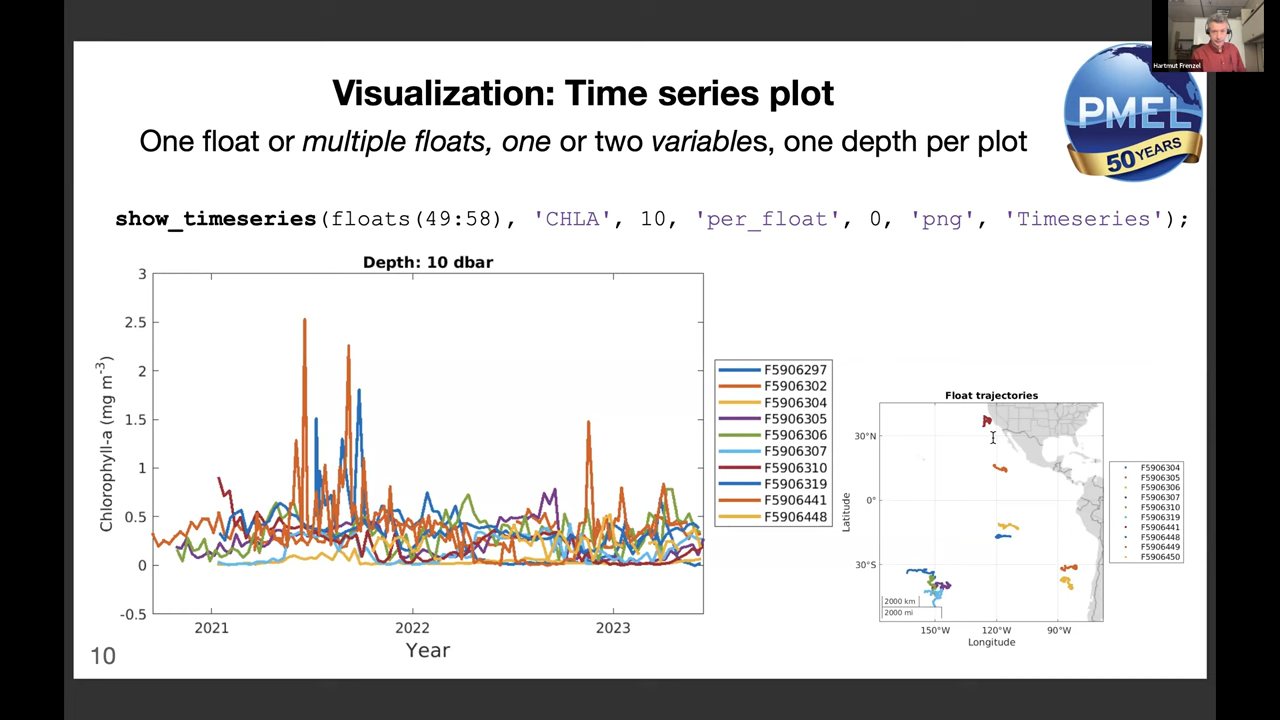 Hartmut Frenzel
Visualization: Time series plot
One float or multiple floats, one or two variables, one depth per plot
PMEL
50 YEARS
show_timeseries(floats(49:58), 'CHLA', 10, 'per_float', 0, 'png', 'Timeseries');
Depth: 10 dbar
3
2.5
2
1.5
1
0.5
0
-0.5
Chlorophyll-a (mg m-3)
2021
2022
2023
Year
F5906297
F5906302
F5906304
F5906305
F5906306
F5906307
F5906310
F5906319
F5906441
F5906448
Float trajectories
30°N
0°
30°S
Latitude
2000 km
2000 mi
150°W
120°W
90°W
Longitude
F5906304
F5906305
F5906306
F5906307
F5906310
F5906319
F5906441
F5906448
F5906449
F5906450
10